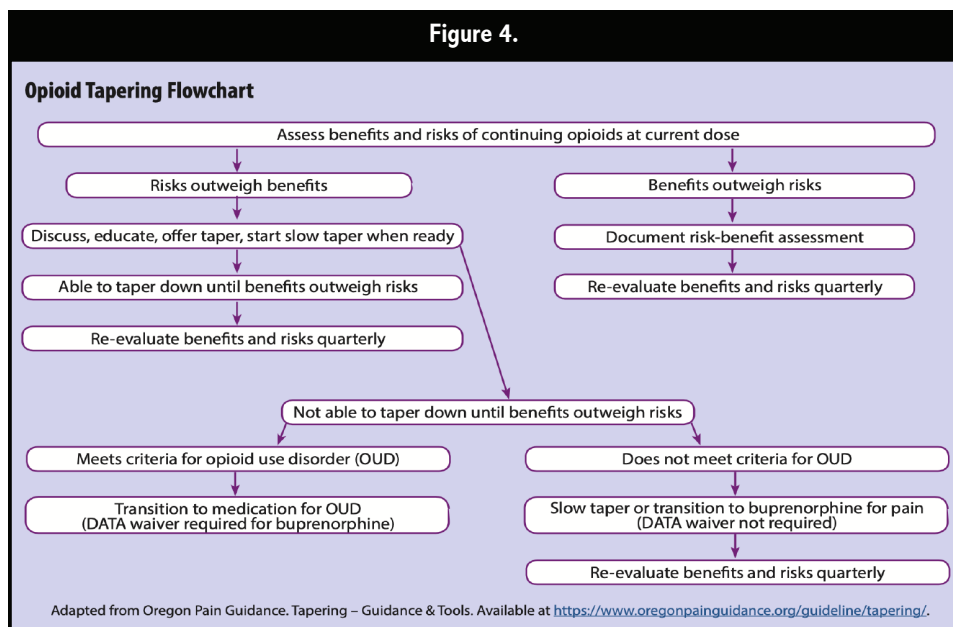 Figure 4.
Opioid Tapering Flowchart
Assess benefits and risks of continuing opioids at current dose
Risks outweigh benefits
Discuss, educate, offer taper, start slow taper when ready
Able to taper down until benefits outweigh risks
Re-evaluate benefits and risks quarterly
Benefits outweigh risks
Document risk-benefit assessment
Re-evaluate benefits and risks quarterly
Not able to taper down until benefits outweigh risks
Meets criteria for opioid use disorder (OUD)
Transition to medication for OUD
(DATA waiver required for buprenorphine)
Does not meet criteria for OUD
Slow taper or transition to buprenorphine for pain
(DATA waiver not required)
Re-evaluate benefits and risks quarterly
Adapted from Oregon Pain Guidance. Tapering – Guidance & Tools. Available at https://www.oregonpainguidance.org/guideline/tapering/.